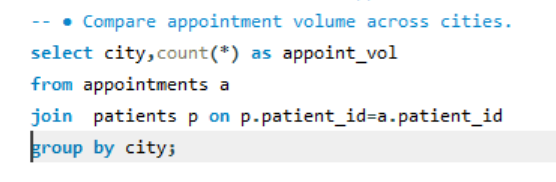 -- • Compare appointment volume across cities.
select city,count(*) as appoint_vol
from appointments a
join  patients p on p.patient_id=a.patient_id
group by city;